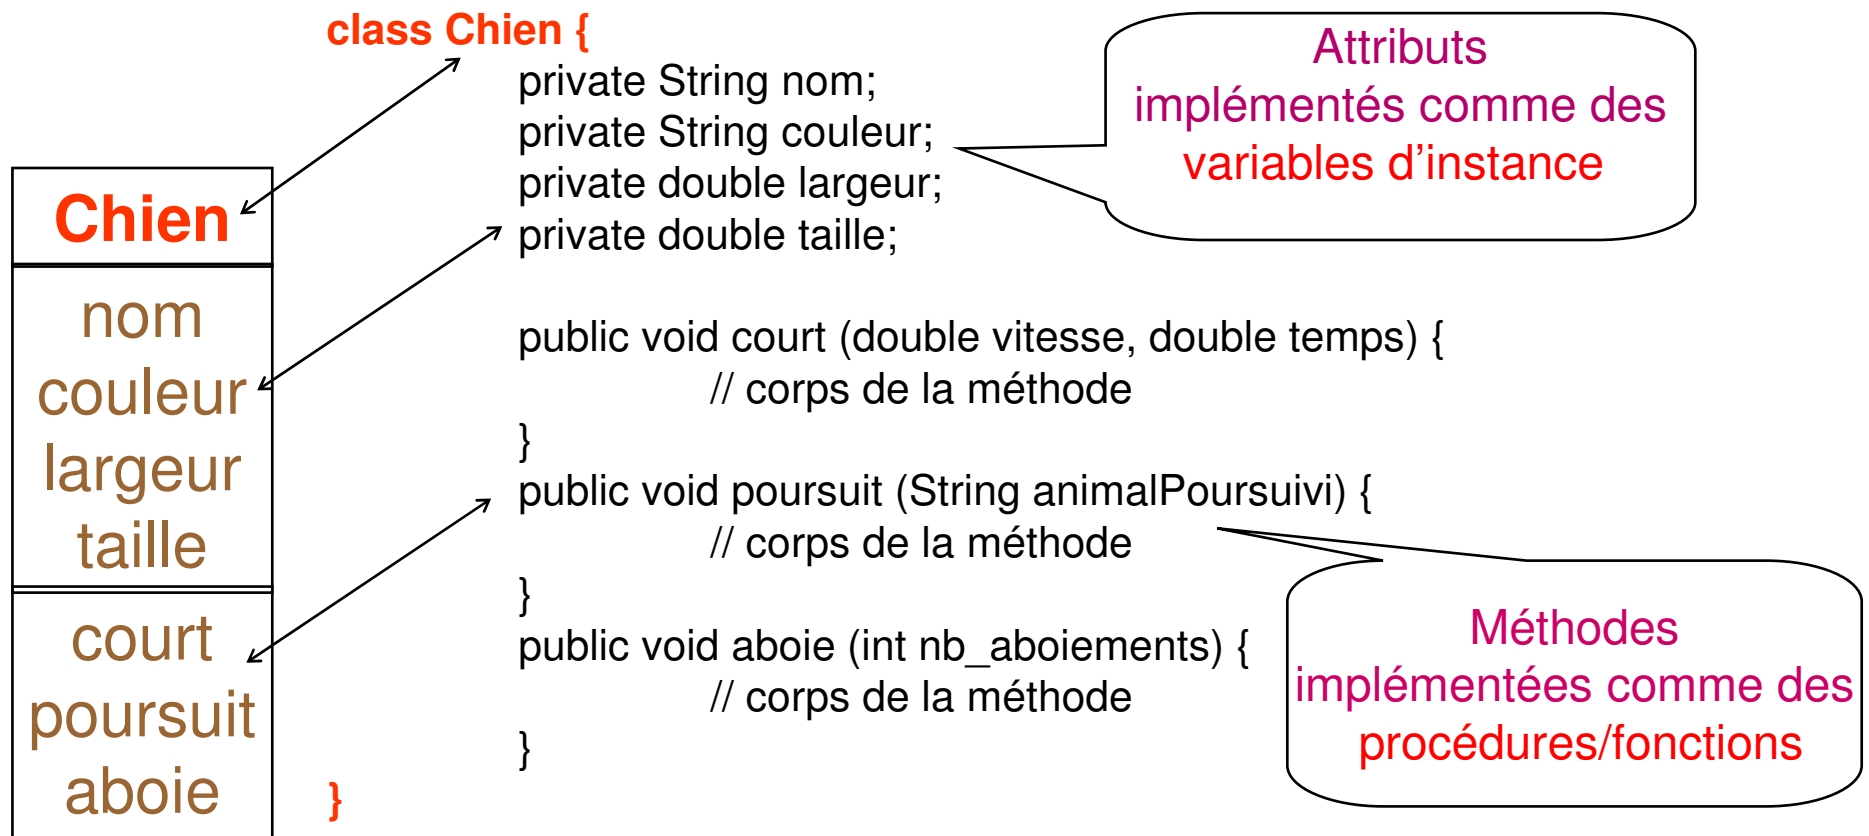 class Chien {
private String nom;
private String couleur;
private double largeur;
private double taille;
public void court (double vitesse, double temps) {
// corps de la méthode
}
public void poursuit (String animalPoursuivi) {
// corps de la méthode
}
public void aboie (int nb_aboiements) {
// corps de la méthode
}
}
Chien
nom
couleur
largeur
taille
court
poursuit
aboie
Attributs
implémentés comme des
variables d’instance
Méthodes
implémentées comme des
procédures/fonctions